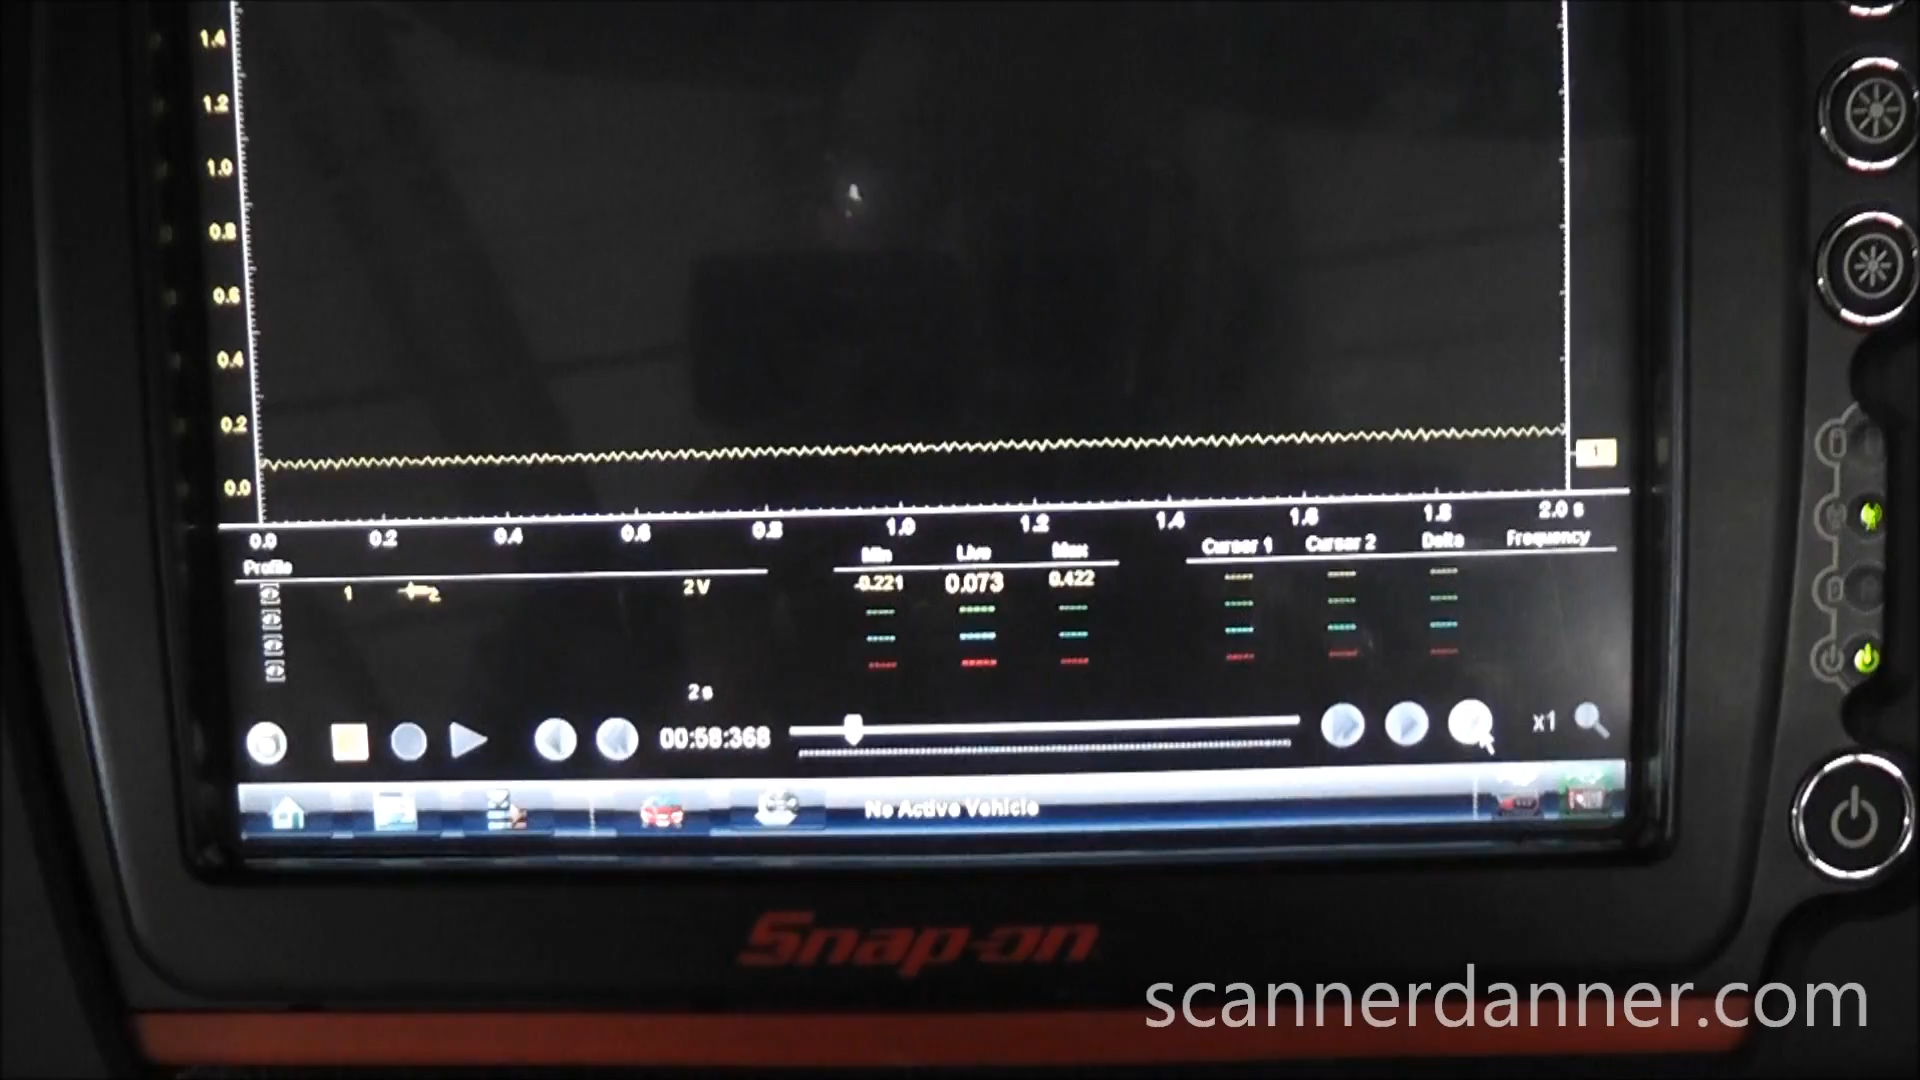 1.4
1.2
1.0
0.8
0.6
0.4
0.2
0.0
1
0.0 0.2 0.4 0.6 0.8 1.0 1.2 1.4 1.6 1.8 2.0 s
Profile Min Live Max Cursor 1 Cursor 2 Delta Frequency
1 2 V -0.221 0.073 0.422
2 s
00:58:368 x1
No Active Vehicle
Snap-on
scannerdanner.com